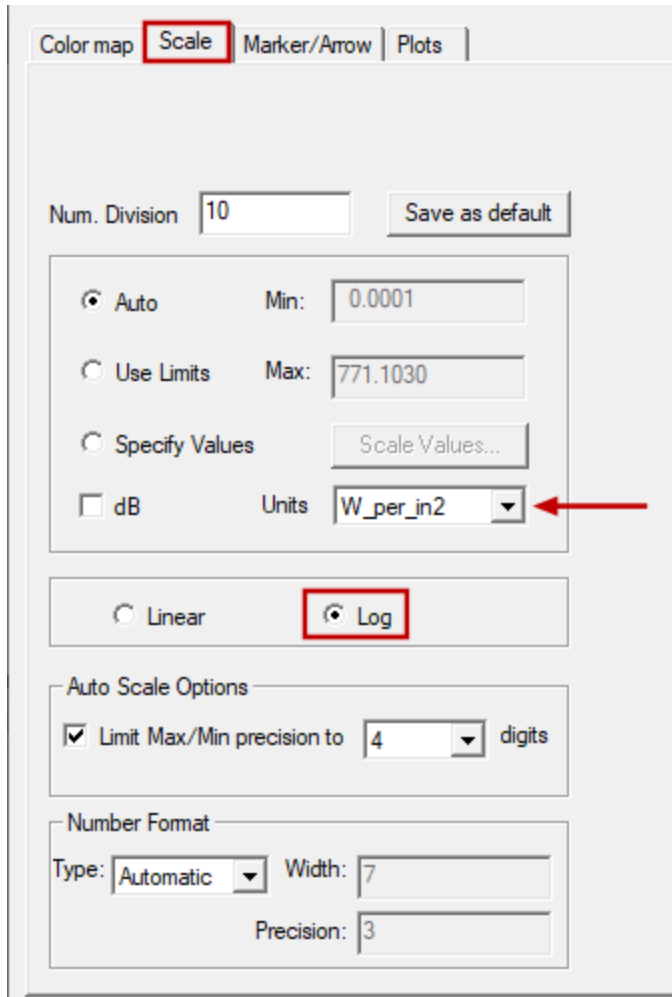 Color map Scale Marker/Arrow Plots
Num. Division 10 Save as default
Auto Min: 0.0001
Use Limits Max: 771.1030
Specify Values Scale Values...
dB Units W_per_in2
Linear Log
Auto Scale Options
Limit Max/Min precision to 4 digits
Number Format
Type: Automatic Width: 7
Precision: 3